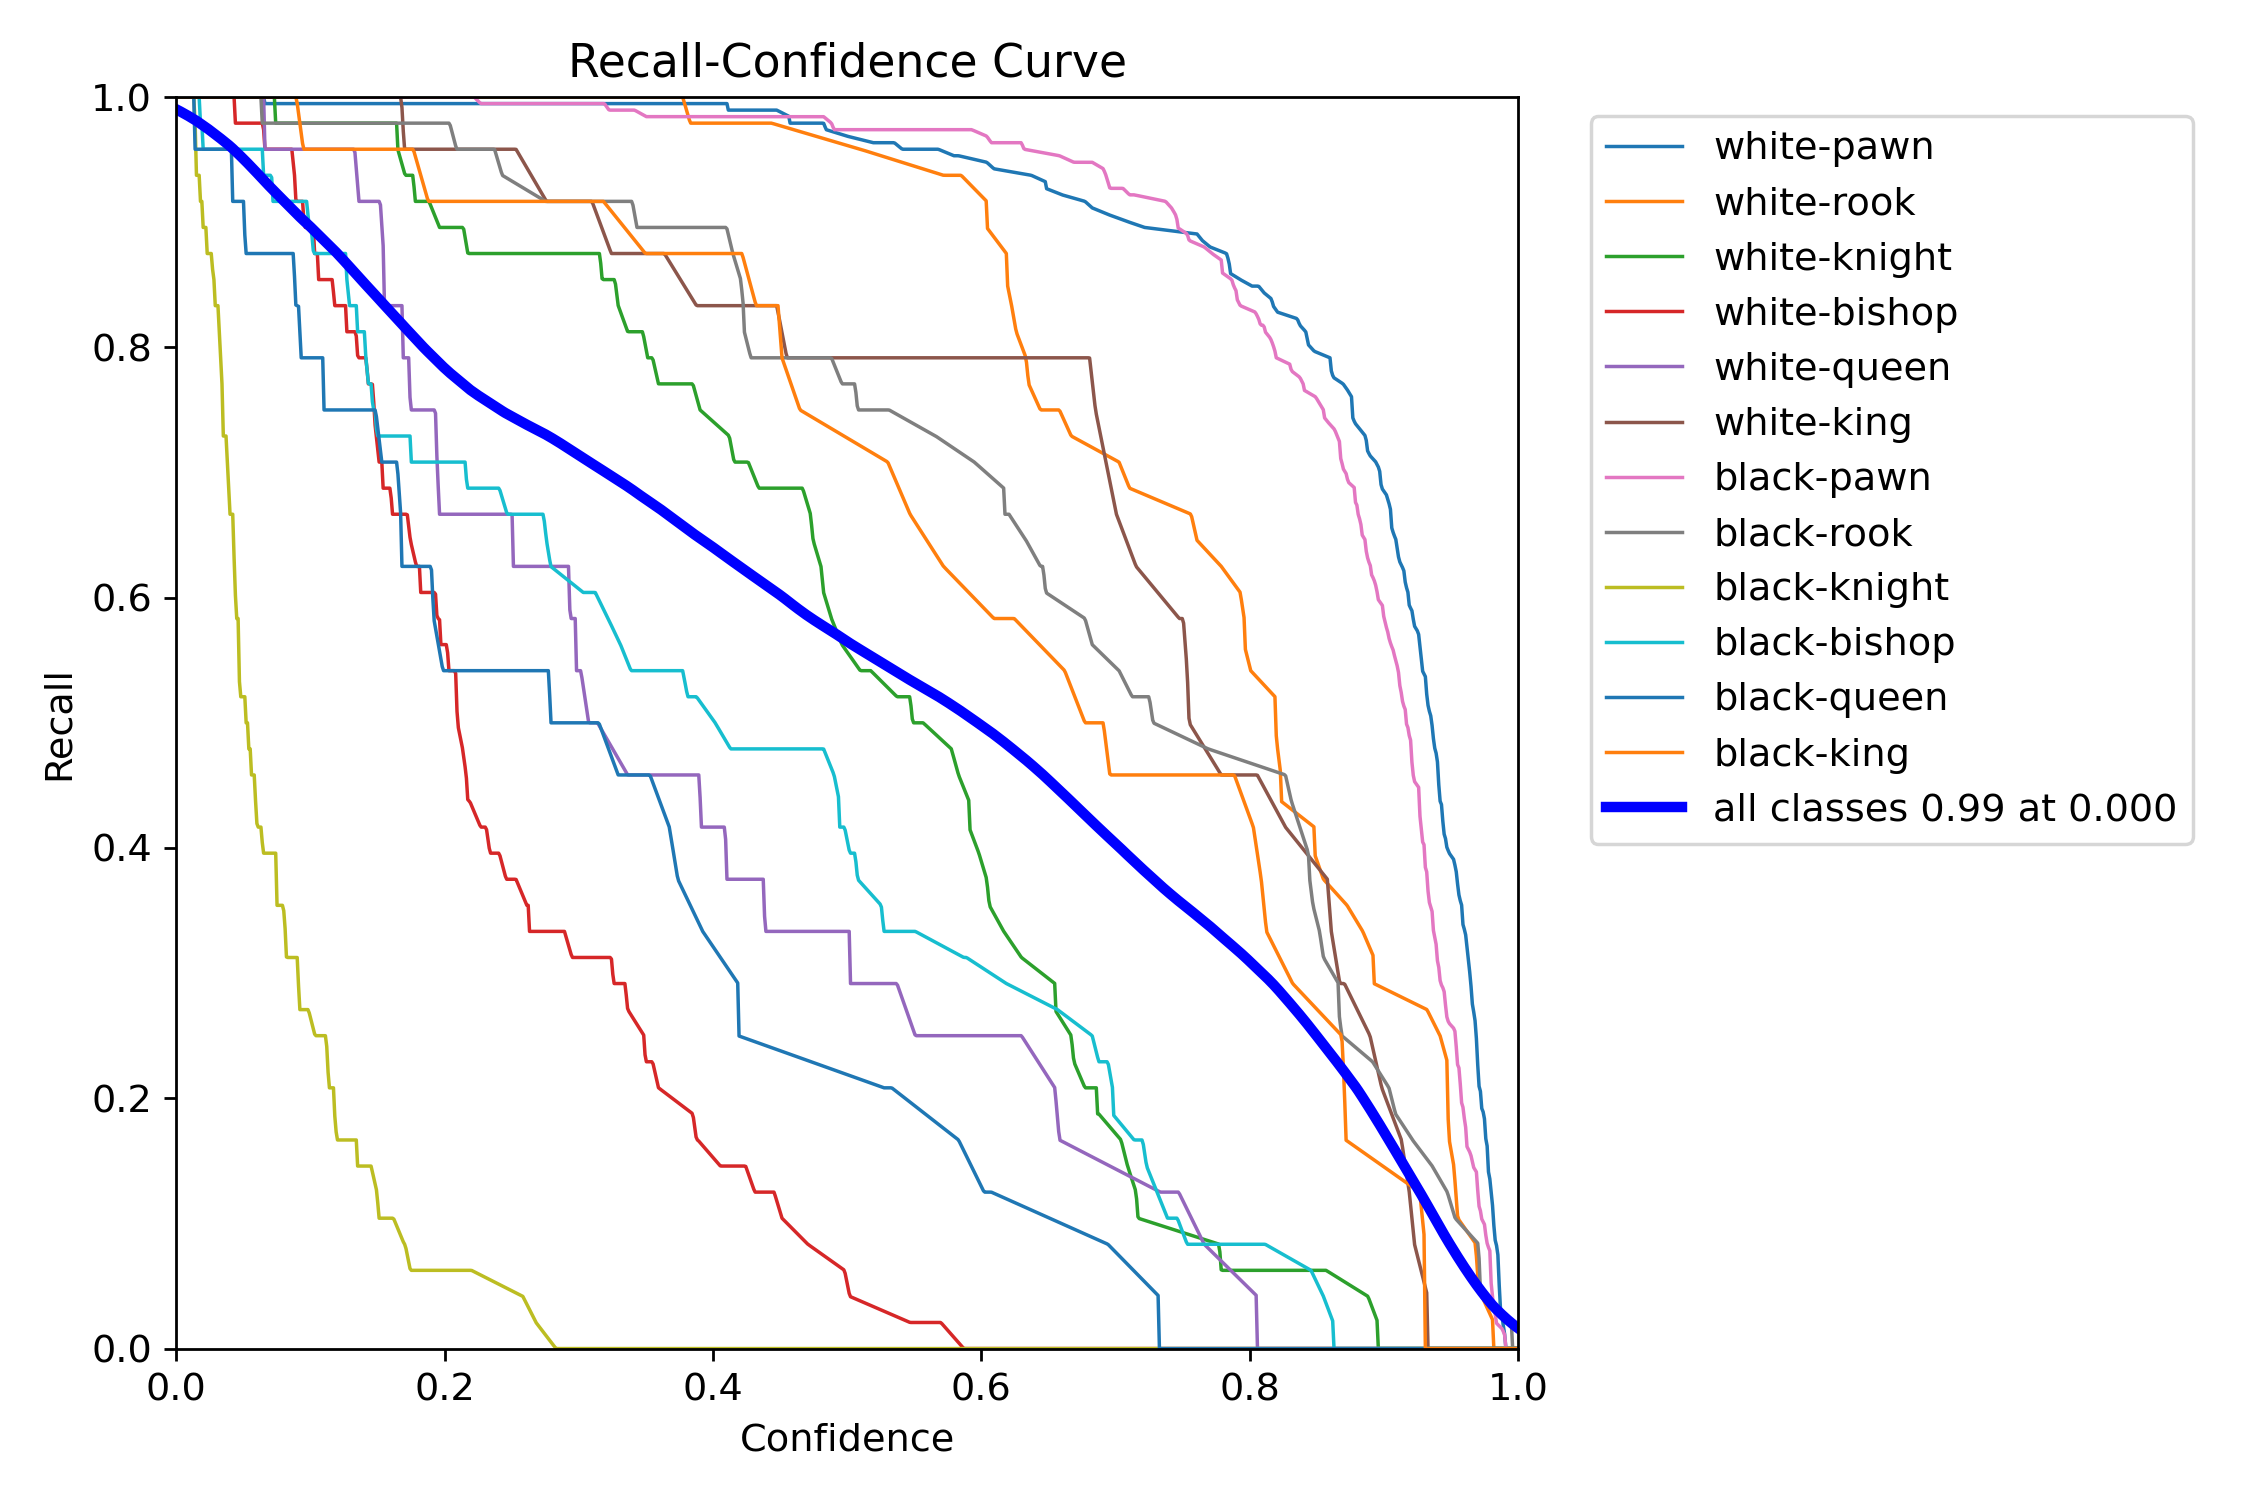 Recall-Confidence Curve
1.0
0.8
0.6
0.4
0.2
0.0
Recall
0.0 0.2 0.4 0.6 0.8 1.0
Confidence
white-pawn
white-rook
white-knight
white-bishop
white-queen
white-king
black-pawn
black-rook
black-knight
black-bishop
black-queen
black-king
all classes 0.99 at 0.000